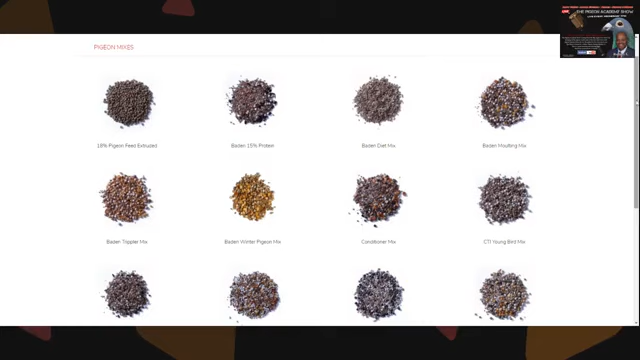 THE PIGEON ACADEMY SHOW
PIGEON MIXES
18% Pigeon Feed Extruded
Baden 15% Protein
Baden Diet Mix
Baden Moulting Mix
Baden Trippler Mix
Baden Winter Pigeon Mix
Conditioner Mix
CTI Young Bird Mix